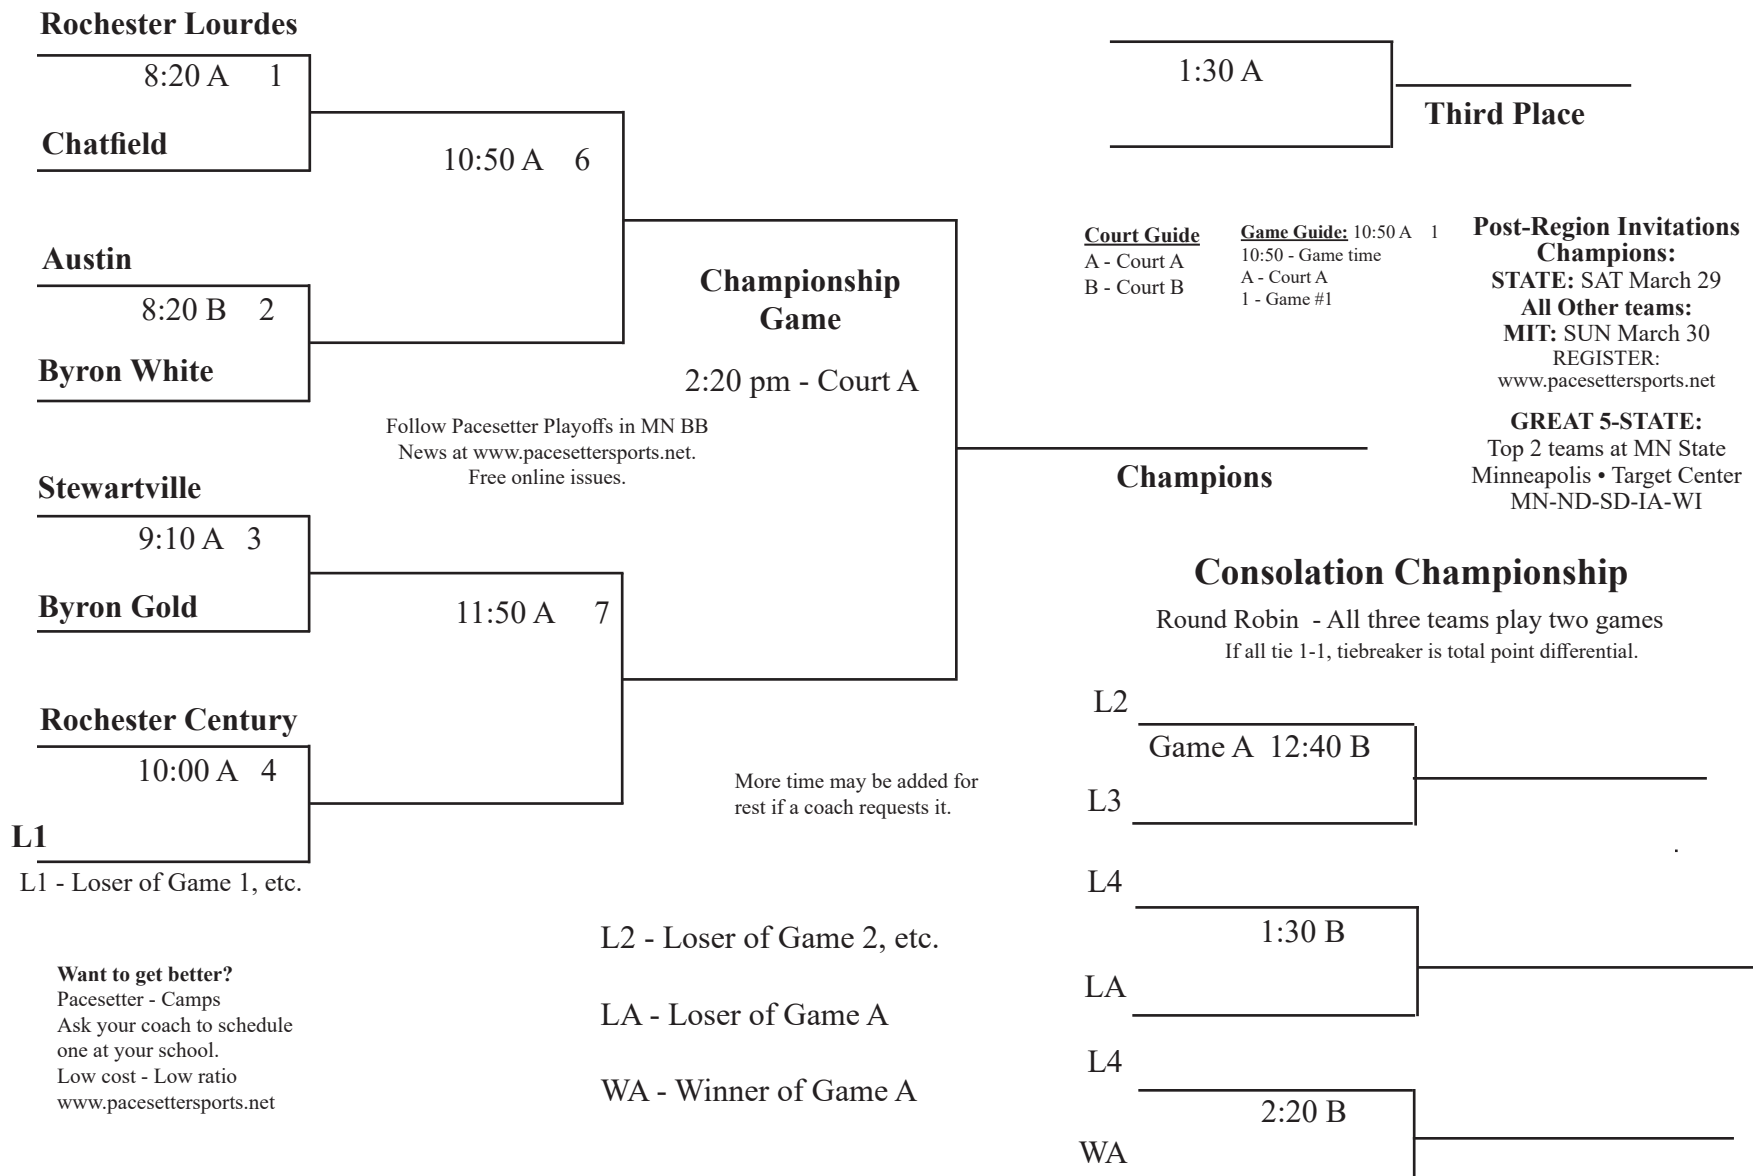 Rochester Lourdes
8:20 A 1
Chatfield
10:50 A 6
Austin
8:20 B 2
Byron White
Championship
Game
2:20 pm - Court A
Follow Pacesetter Playoffs in MN BB
News at www.pacesettersports.net.
Free online issues.
Stewartville
9:10 A 3
Byron Gold
11:50 A 7
Rochester Century
10:00 A 4
L1
L1 - Loser of Game 1, etc.
More time may be added for
rest if a coach requests it.
Want to get better?
Pacesetter - Camps
Ask your coach to schedule
one at your school.
Low cost - Low ratio
www.pacesettersports.net
L2 - Loser of Game 2, etc.
LA - Loser of Game A
WA - Winner of Game A
1:30 A
Third Place
Court Guide
A - Court A
B - Court B
Game Guide: 10:50 A 1
10:50 - Game time
A - Court A
1 - Game #1
Post-Region Invitations
Champions:
STATE: SAT March 29
All Other teams:
MIT: SUN March 30
REGISTER:
www.pacesettersports.net
GREAT 5-STATE:
Top 2 teams at MN State
Minneapolis • Target Center
MN-ND-SD-IA-WI
Champions
Consolation Championship
Round Robin - All three teams play two games
If all tie 1-1, tiebreaker is total point differential.
L2
Game A 12:40 B
L3
L4
1:30 B
LA
L4
2:20 B
WA